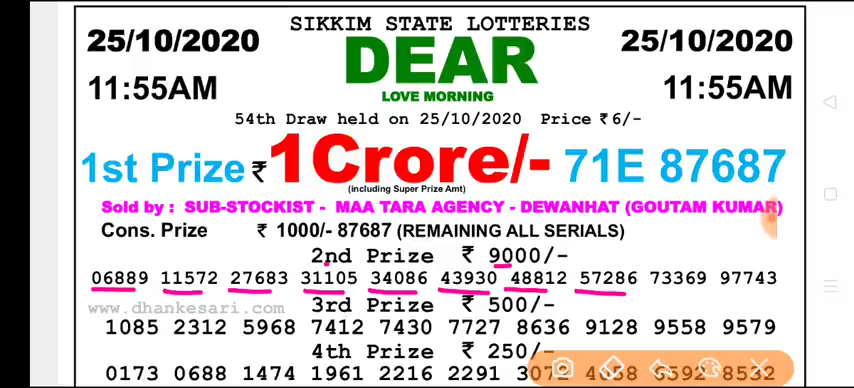 SIKKIM STATE LOTTERIES
25/10/2020 DEAR 25/10/2020
11:55AM LOVE MORNING 11:55AM
54th Draw held on 25/10/2020 Price ₹ 6/-
1st Prize ₹ 1 Crore/- 71E 87687
(including Super Prize Amt)
Sold by : SUB-STOCKIST - MAA TARA AGENCY - DEWANHAT (GOUTAM KUMAR)
Cons. Prize ₹ 1000/- 87687 (REMAINING ALL SERIALS)
2nd Prize ₹ 9000/-
06889 11572 27683 31105 34086 43930 48812 57286 73369 97743
www.dhankesari.com 3rd Prize ₹ 500/-
1085 2312 5968 7412 7430 7727 8636 9128 9558 9579
4th Prize ₹ 250/-
0173 0688 1474 1961 2216 2291 8532